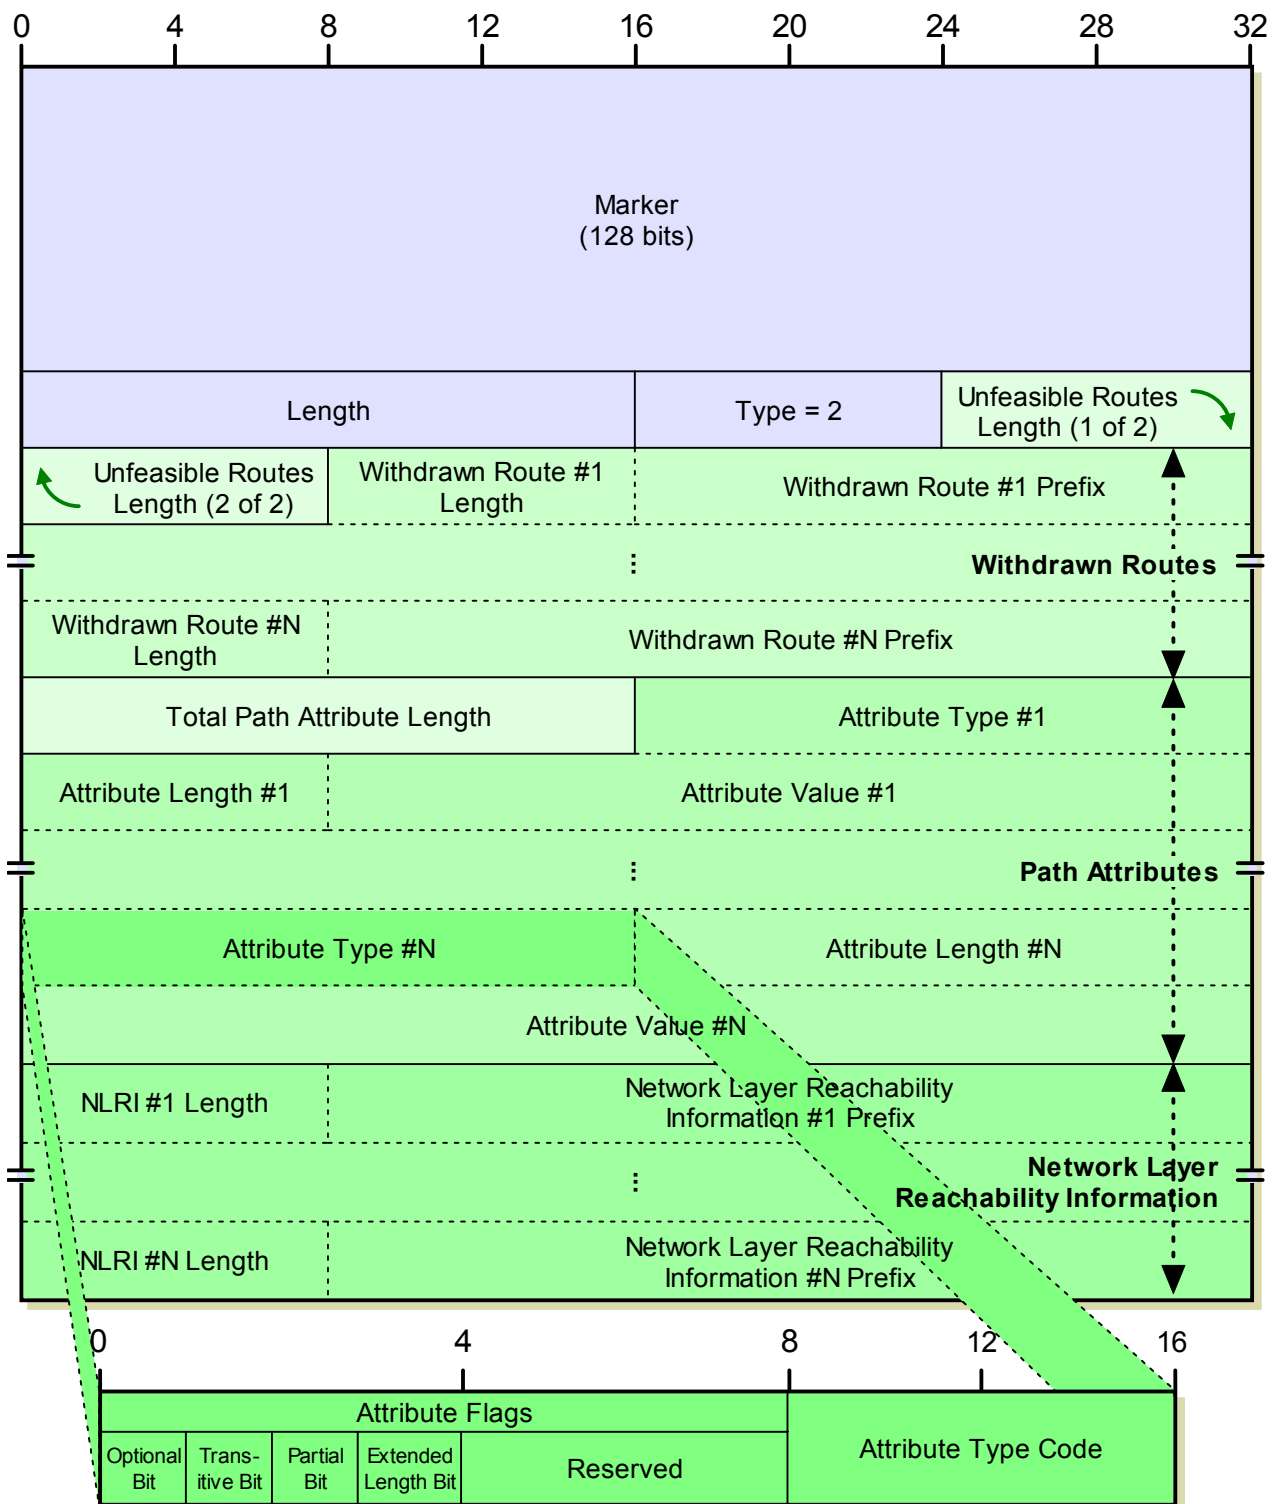 0 4 8 12 16 20 24 28 32
Marker
(128 bits)
Length
Type = 2
Unfeasible Routes
Length (1 of 2)
Unfeasible Routes
Length (2 of 2)
Withdrawn Route #1
Length
Withdrawn Route #1 Prefix
⋮
Withdrawn Routes
Withdrawn Route #N
Length
Withdrawn Route #N Prefix
Total Path Attribute Length
Attribute Type #1
Attribute Length #1
Attribute Value #1
⋮
Path Attributes
Attribute Type #N
Attribute Length #N
Attribute Value #N
NLRI #1 Length
Network Layer Reachability
Information #1 Prefix
⋮
Network Layer
Reachability Information
NLRI #N Length
Network Layer Reachability
Information #N Prefix
0 4 8 12 16
Attribute Flags
Optional
Bit
Trans-
itive Bit
Partial
Bit
Extended
Length Bit
Reserved
Attribute Type Code